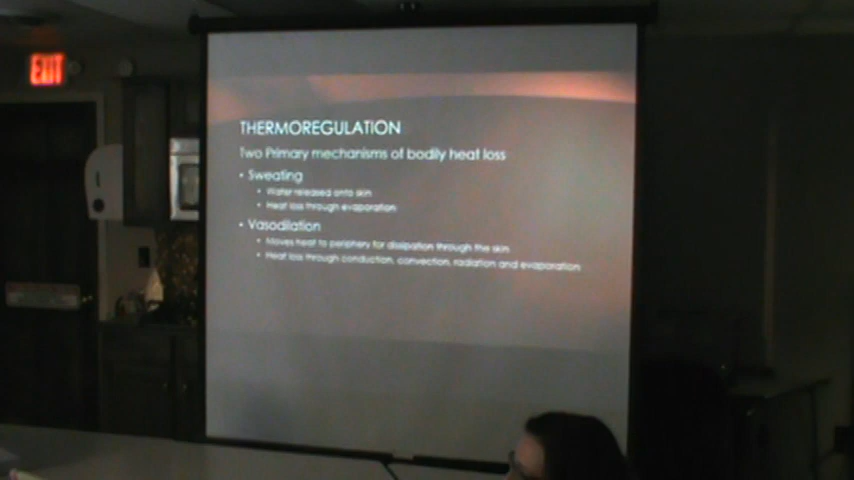 EXIT
THERMOREGULATION
Two Primary mechanisms of bodily heat loss
• Sweating
• Water released onto skin
• Heat loss through evaporation
• Vasodilation
• Moves heat to periphery for dissipation through the skin
• Heat loss through conduction, convection, radiation and evaporation